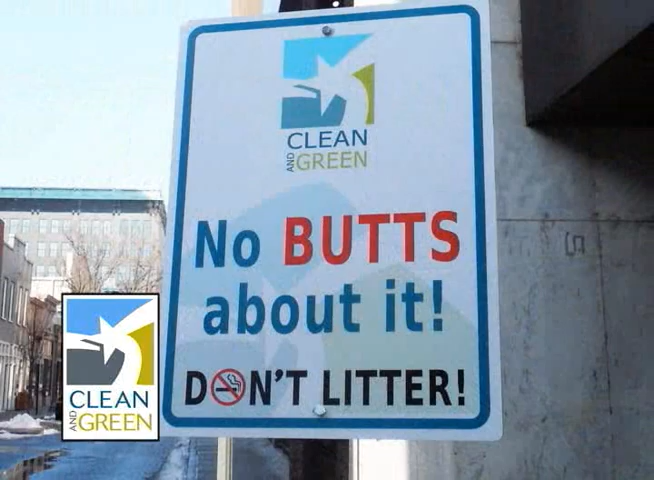 CLEAN
AND GREEN
No BUTTS
about it!
DON'T LITTER!
CLEAN
AND GREEN